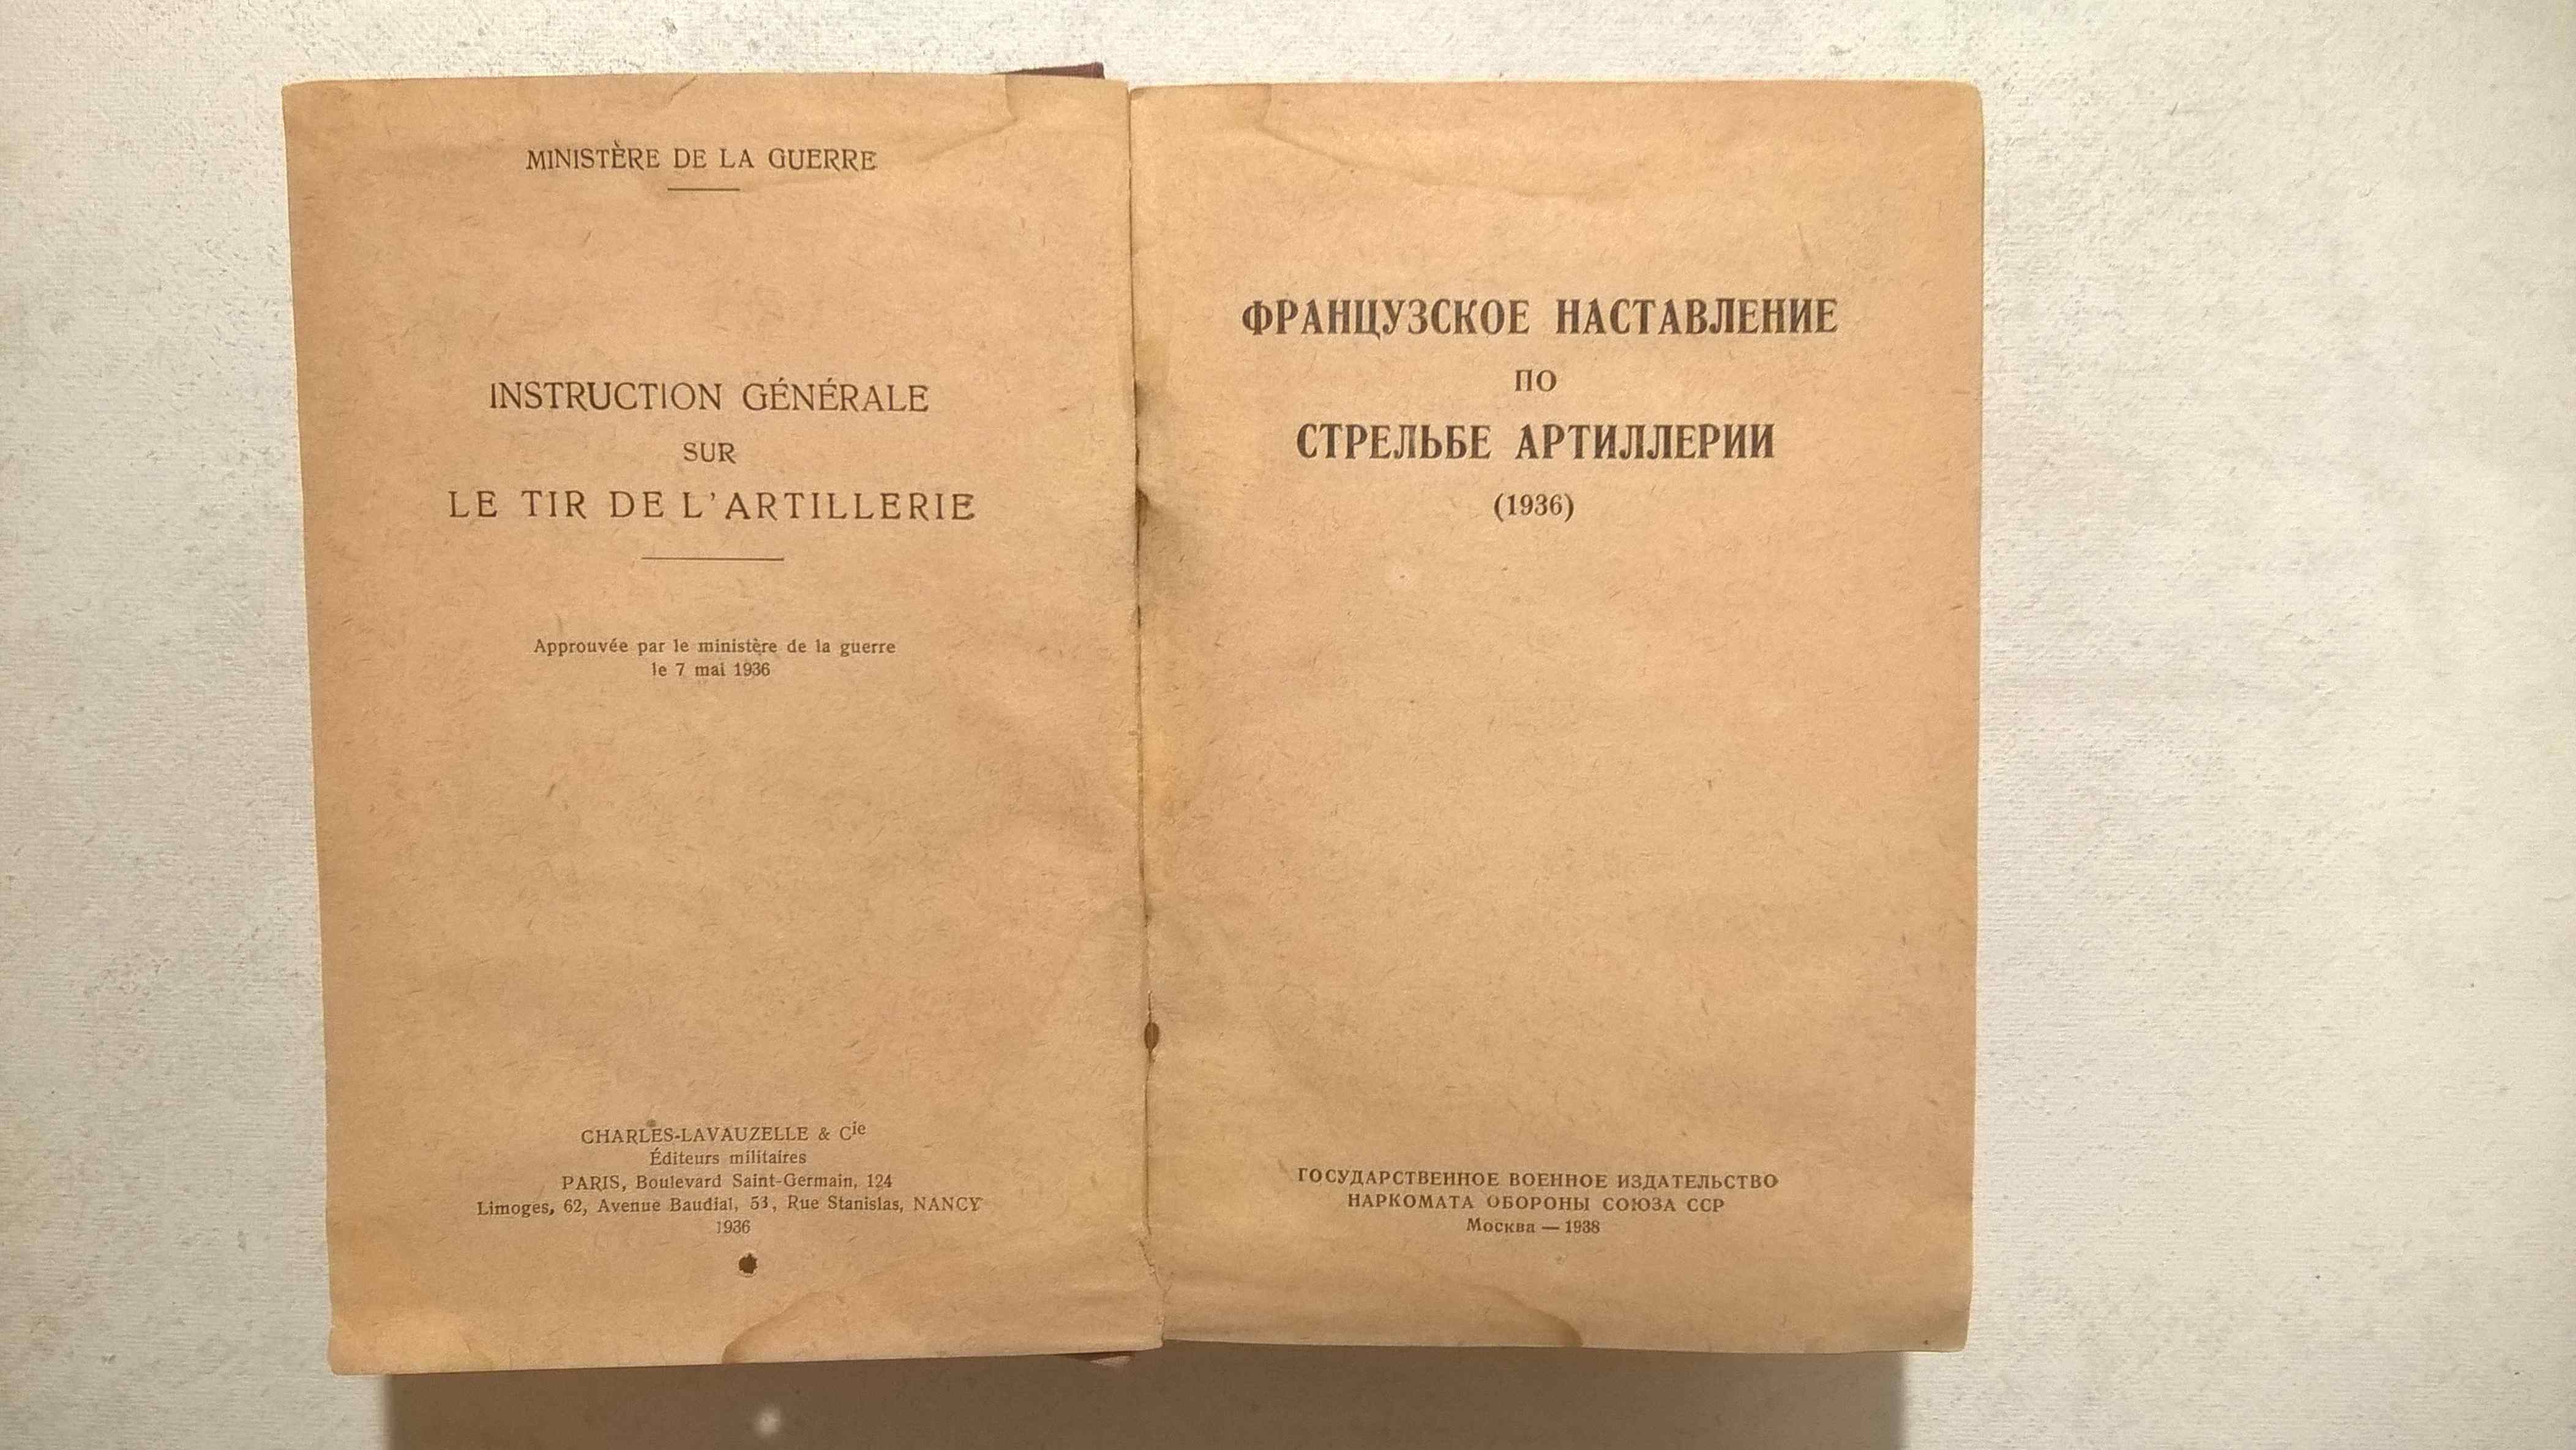 MINISTÈRE DE LA GUERRE
INSTRUCTION GÉNÉRALE
SUR
LE TIR DE L'ARTILLERIE
Approuvée par le ministère de la guerre
le 7 mai 1936
CHARLES-LAVAUZELLE & Cie
Éditeurs militaires
PARIS, Boulevard Saint-Germain, 124
Limoges, 62, Avenue Baudial, 53, Rue Stanislas, NANCY
1936
ФРАНЦУЗСКОЕ НАСТАВЛЕНИЕ
ПО
СТРЕЛЬБЕ АРТИЛЛЕРИИ
(1936)
ГОСУДАРСТВЕННОЕ ВОЕННОЕ ИЗДАТЕЛЬСТВО
НАРКОМАТА ОБОРОНЫ СОЮЗА ССР
Москва — 1938